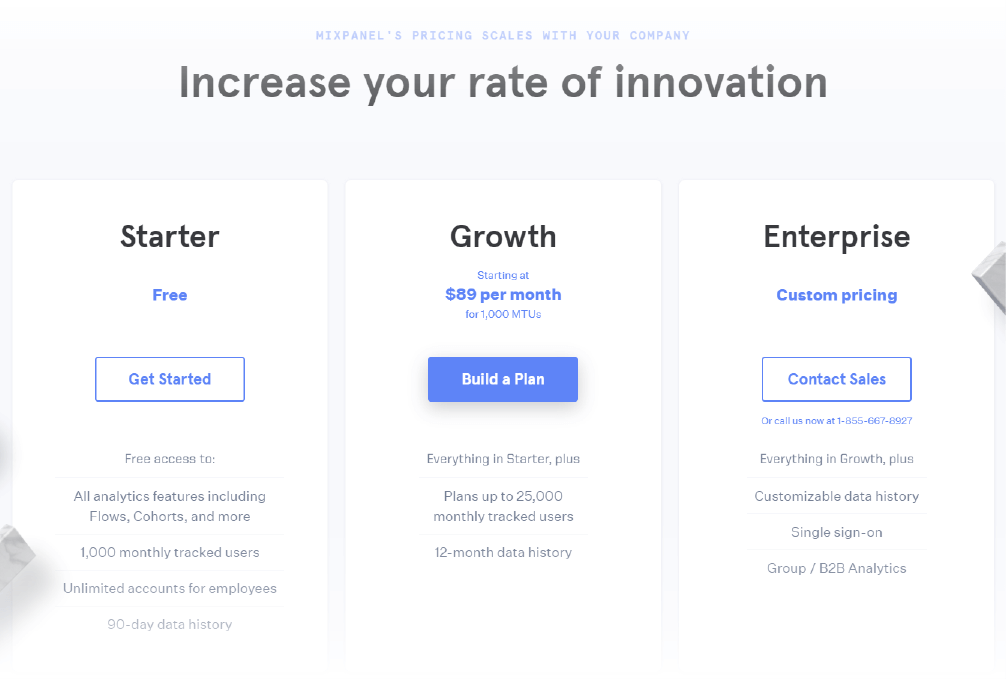 MIXPANEL'S PRICING SCALES WITH YOUR COMPANY
Increase your rate of innovation
Starter
Free
Get Started
Free access to:
All analytics features including
Flows, Cohorts, and more
1,000 monthly tracked users
Unlimited accounts for employees
90-day data history
Growth
Starting at
$89 per month
for 1,000 MTUs
Build a Plan
Everything in Starter, plus
Plans up to 25,000
monthly tracked users
12-month data history
Enterprise
Custom pricing
Contact Sales
Or call us now at 1-855-667-8927
Everything in Growth, plus
Customizable data history
Single sign-on
Group / B2B Analytics